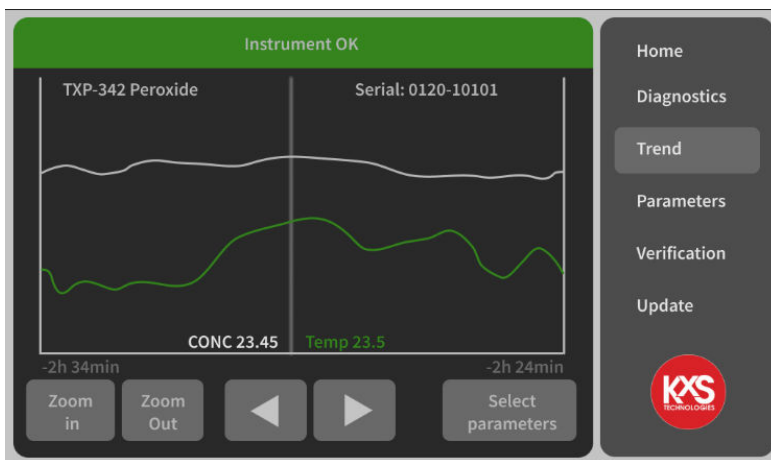 Instrument OK
TXP-342 Peroxide
Serial: 0120-10101
CONC 23.45
Temp 23.5
-2h 34min
-2h 24min
Zoom
in
Zoom
Out
Select
parameters
Home
Diagnostics
Trend
Parameters
Verification
Update
KXS
TECHNOLOGIES